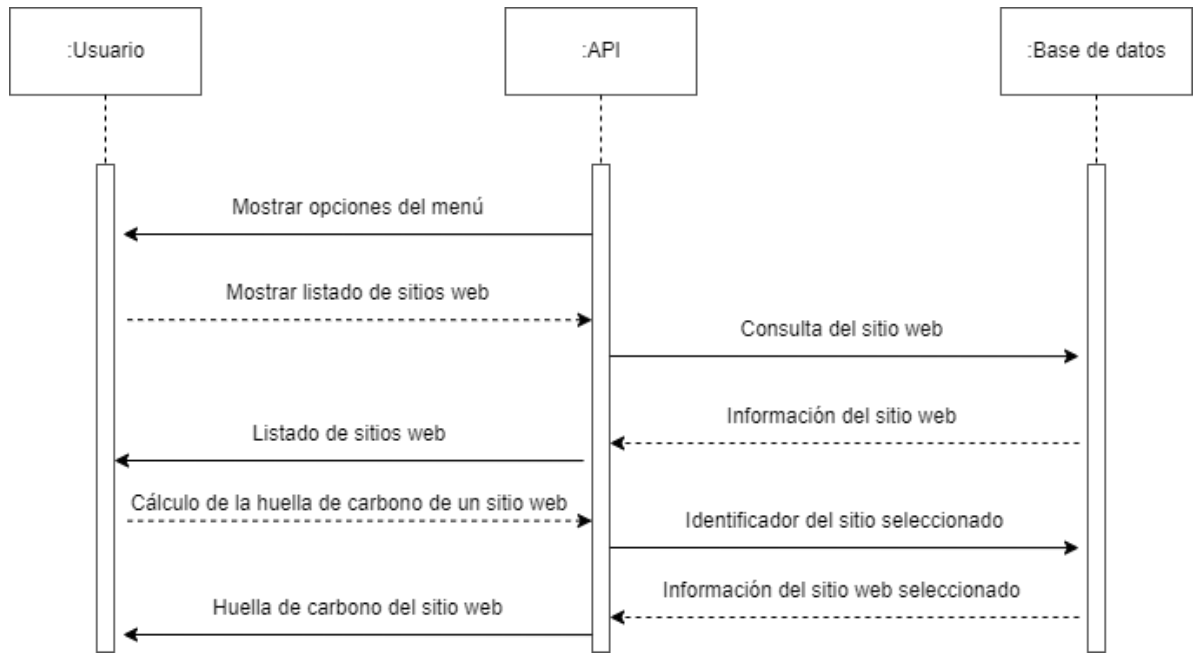 :Usuario
:API
:Base de datos
Mostrar opciones del menú
Mostrar listado de sitios web
Consulta del sitio web
Información del sitio web
Listado de sitios web
Cálculo de la huella de carbono de un sitio web
Identificador del sitio seleccionado
Información del sitio web seleccionado
Huella de carbono del sitio web